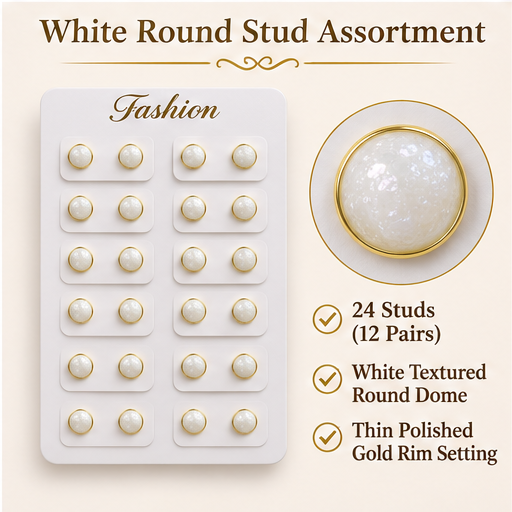 White Round Stud Assortment
Fashion
24 Studs
(12 Pairs)
White Textured
Round Dome
Thin Polished
Gold Rim Setting